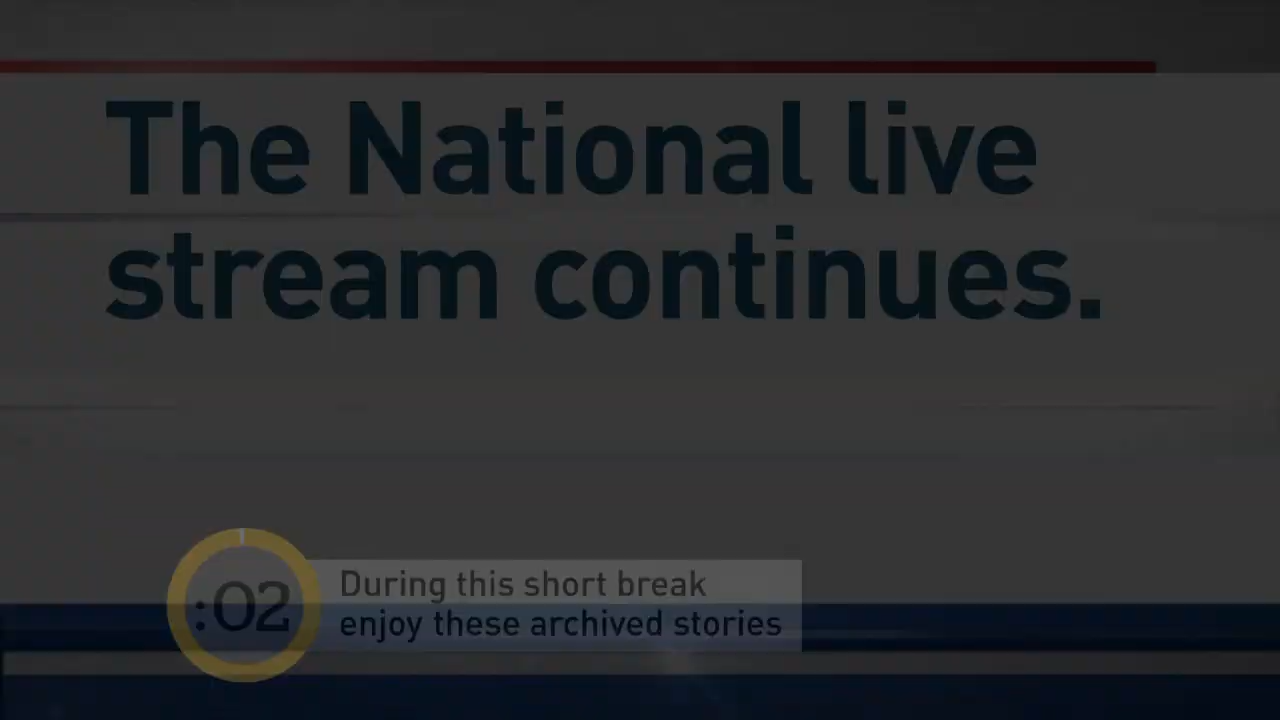 The National live
stream continues.
:02
During this short break
enjoy these archived stories